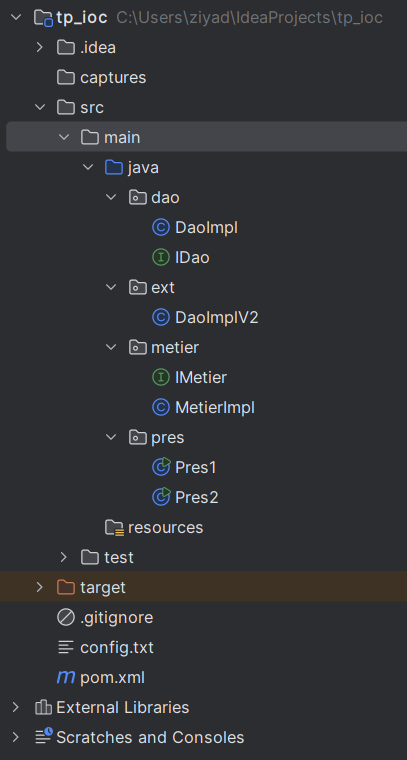 tp_ioc C:\Users\ziyad\IdeaProjects\tp_ioc
.idea
captures
src
main
java
dao
C DaoImpl
I IDao
ext
C DaoImplV2
metier
I IMetier
C MetierImpl
pres
C Pres1
C Pres2
resources
test
target
.gitignore
config.txt
m pom.xml
External Libraries
Scratches and Consoles